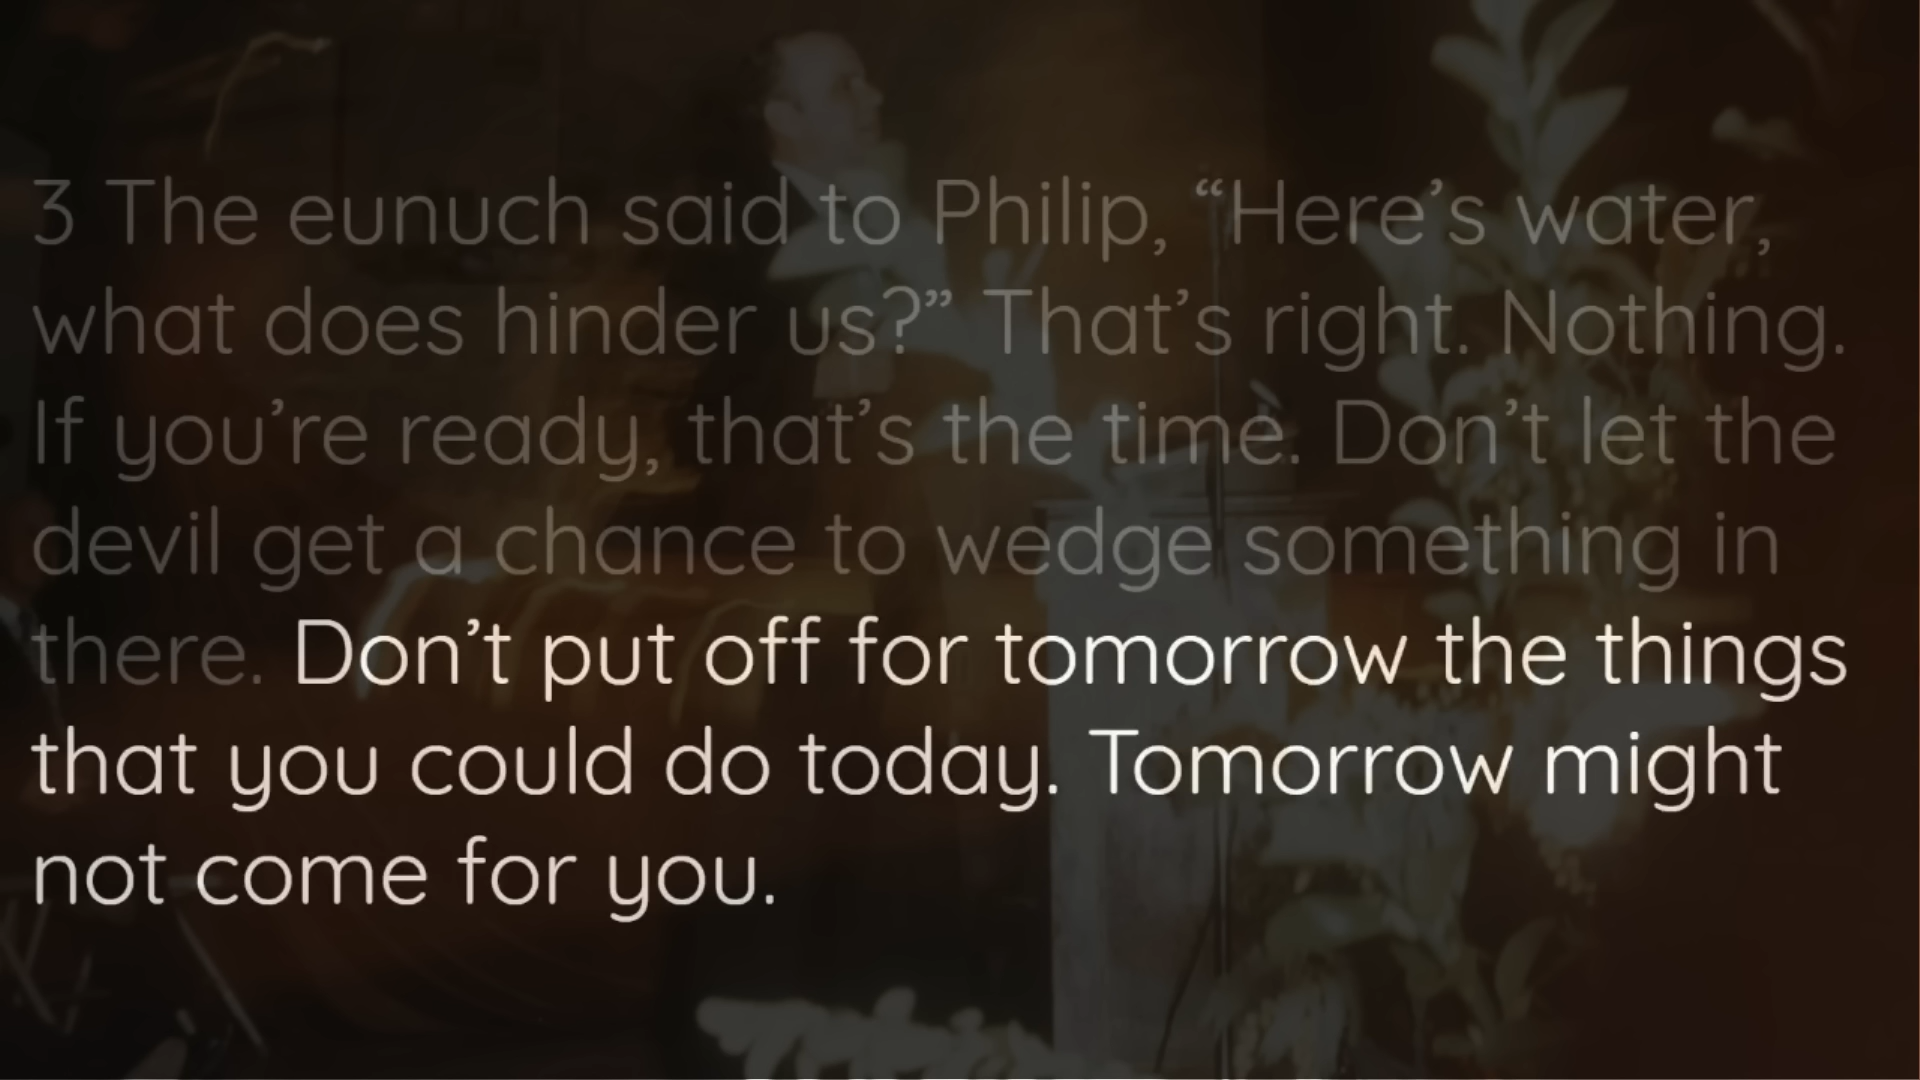 3 The eunuch said to Philip, “Here’s water,
what does hinder us?” That’s right. Nothing.
If you’re ready, that’s the time. Don’t let the
devil get a chance to wedge something in
there. Don’t put off for tomorrow the things
that you could do today. Tomorrow might
not come for you.